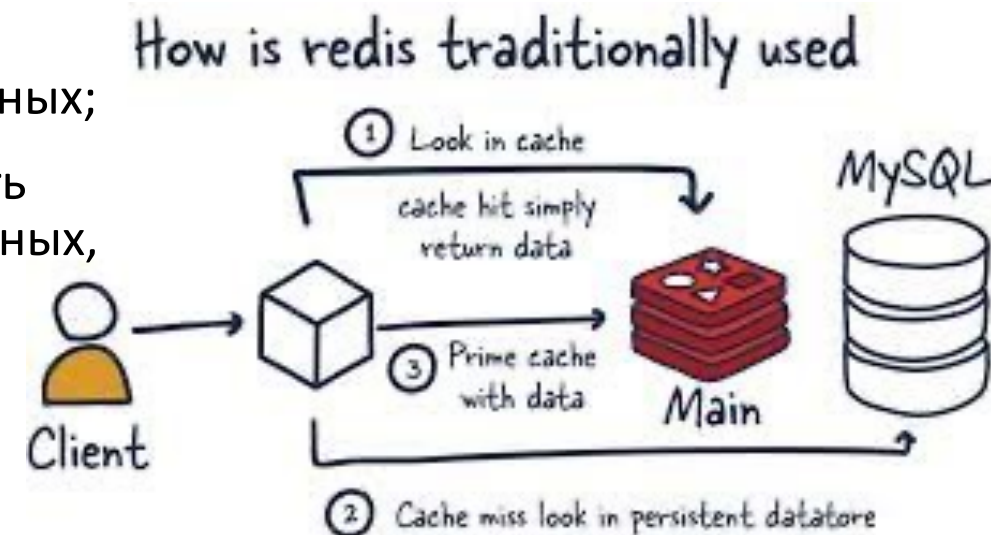 How is redis traditionally used
ных;
ть
ных,
1 Look in cache
cache hit simply
return data
MySQL
3 Prime cache
with data
Main
Client
2 Cache miss look in persistent datatore